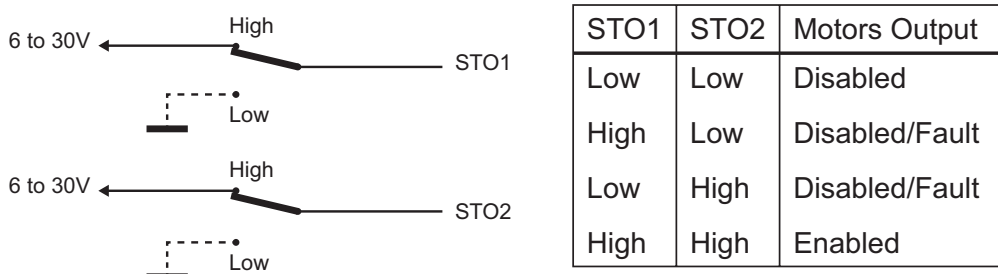 High
6 to 30V
STO1
Low
High
6 to 30V
STO2
Low
STO1 STO2 Motors Output
Low Low Disabled
High Low Disabled/Fault
Low High Disabled/Fault
High High Enabled